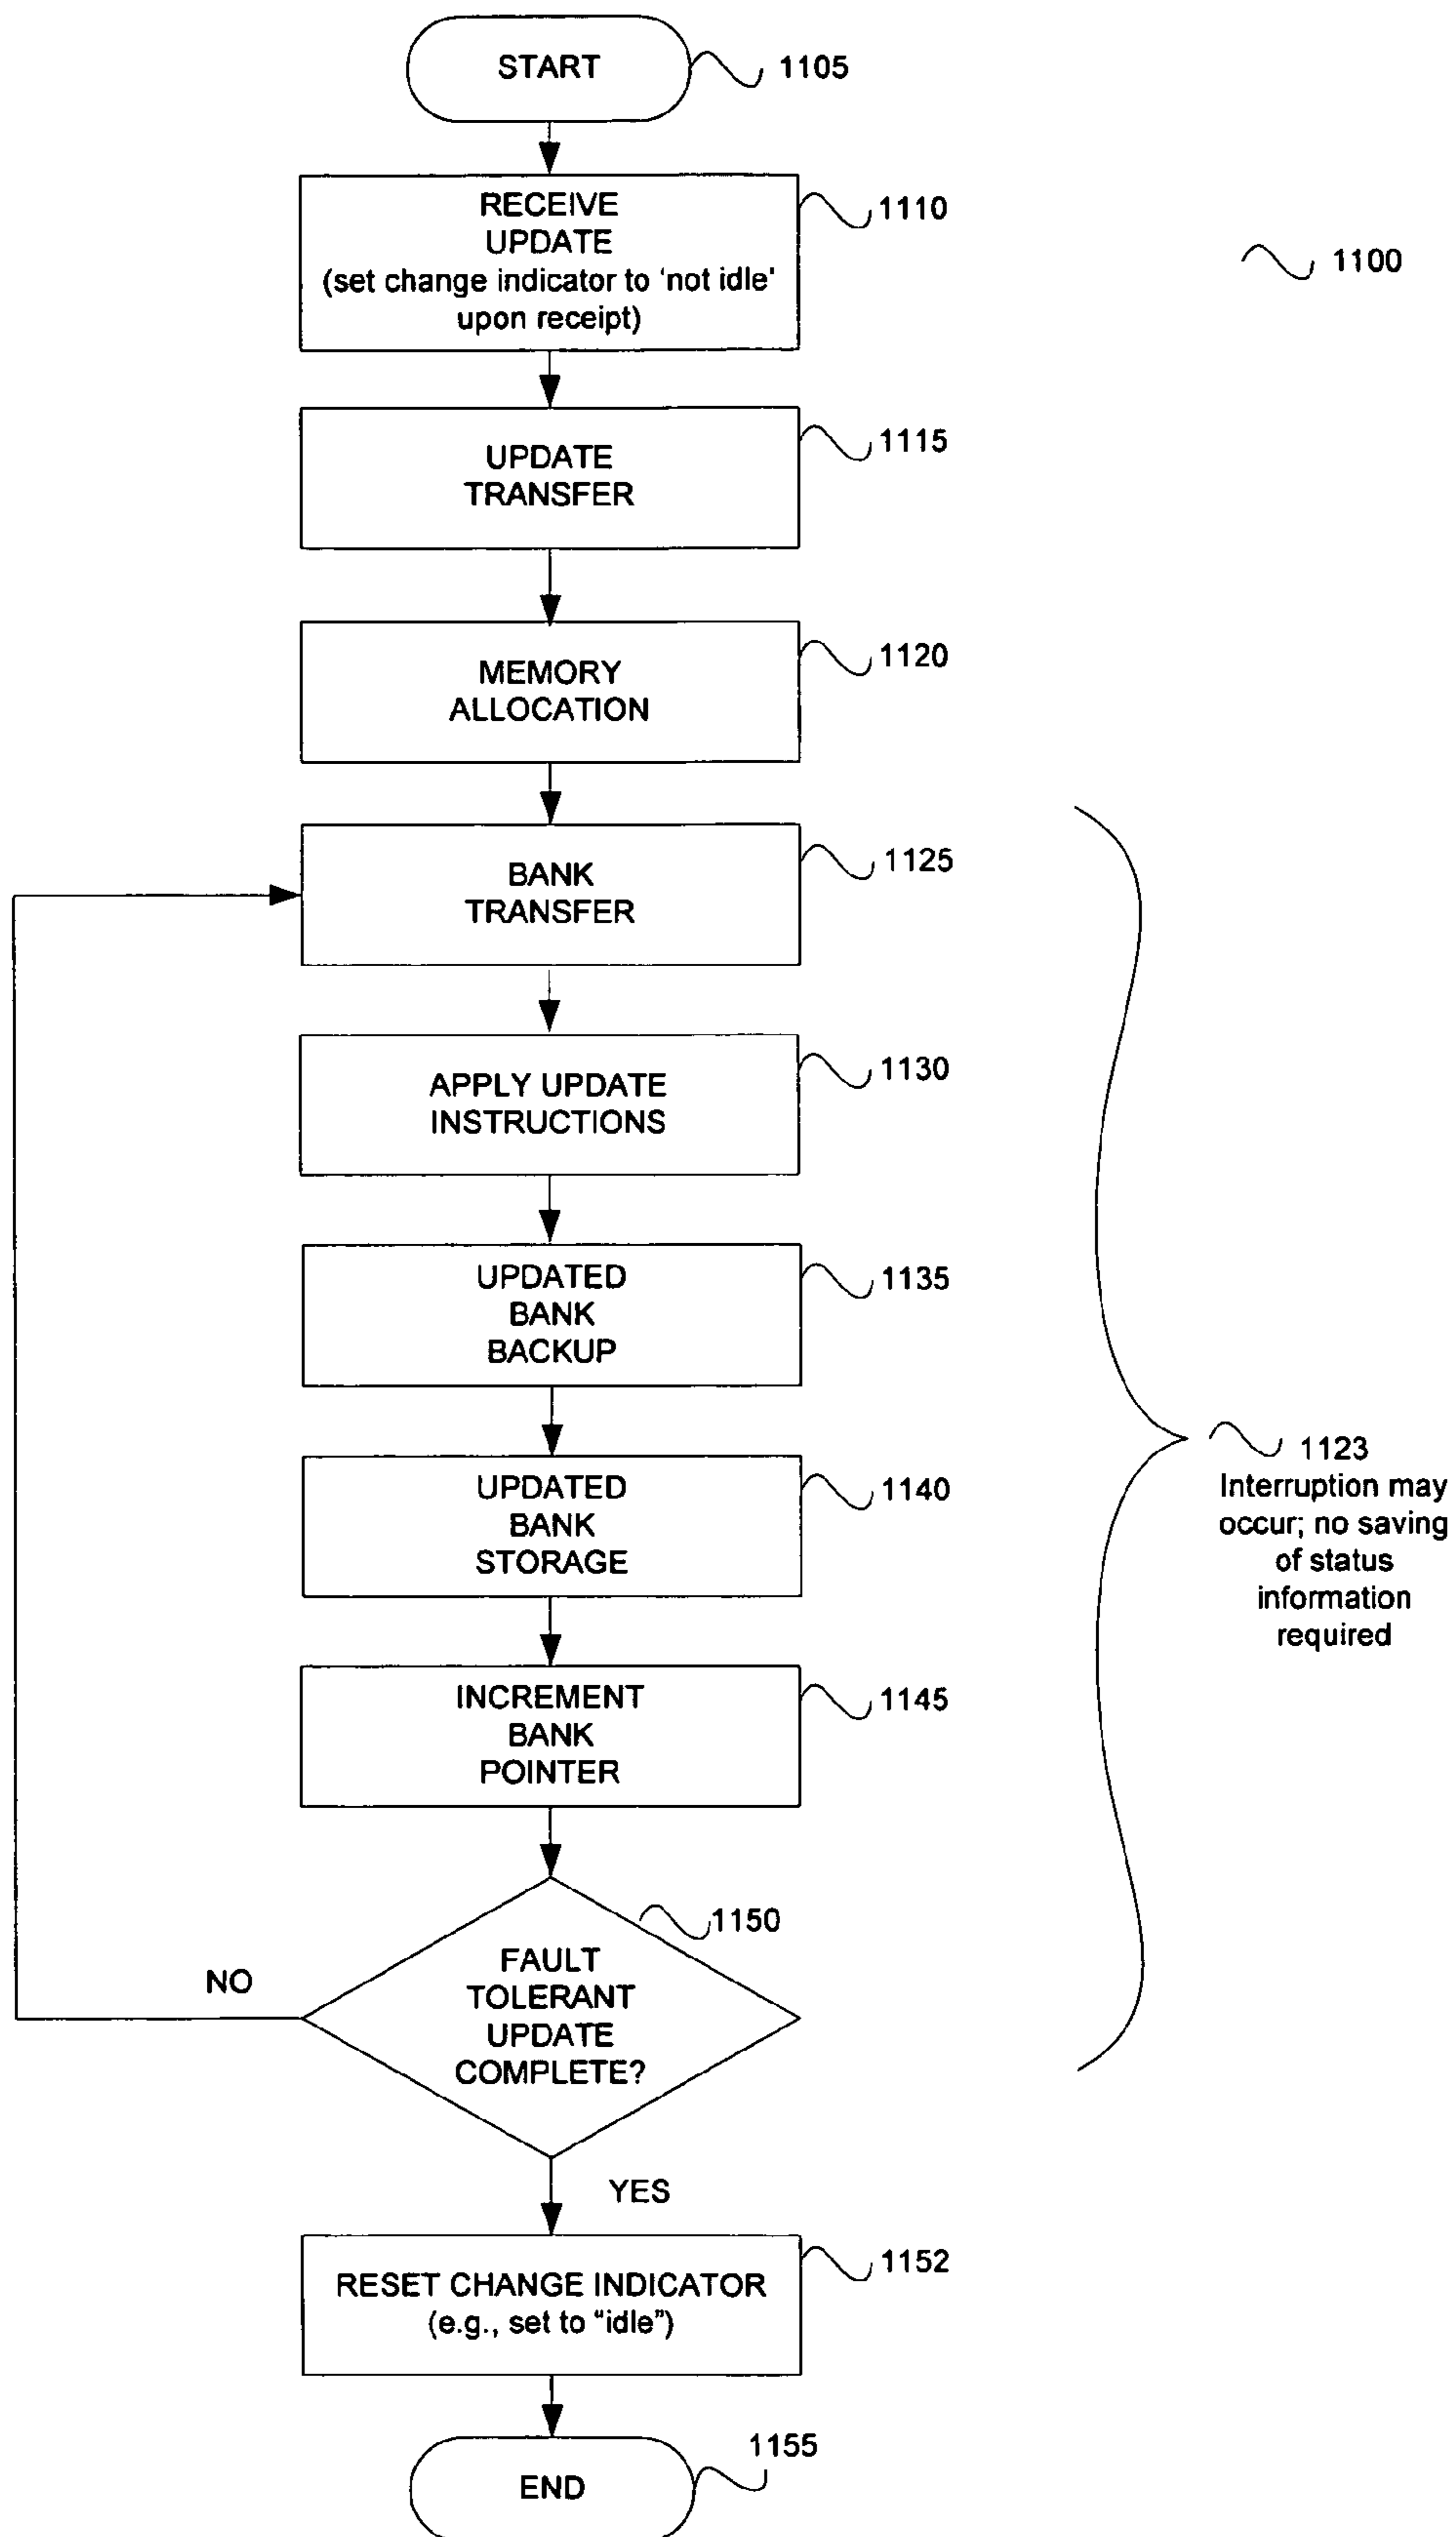 START
1105
RECEIVE
UPDATE
(set change indicator to 'not idle'
upon receipt)
1110
1100
UPDATE
TRANSFER
1115
MEMORY
ALLOCATION
1120
BANK
TRANSFER
1125
APPLY UPDATE
INSTRUCTIONS
1130
UPDATED
BANK
BACKUP
1135
1123
Interruption may
occur; no saving
of status
information
required
UPDATED
BANK
STORAGE
1140
INCREMENT
BANK
POINTER
1145
1150
FAULT
TOLERANT
UPDATE
COMPLETE?
NO
YES
RESET CHANGE INDICATOR
(e.g., set to “idle”)
1152
END
1155